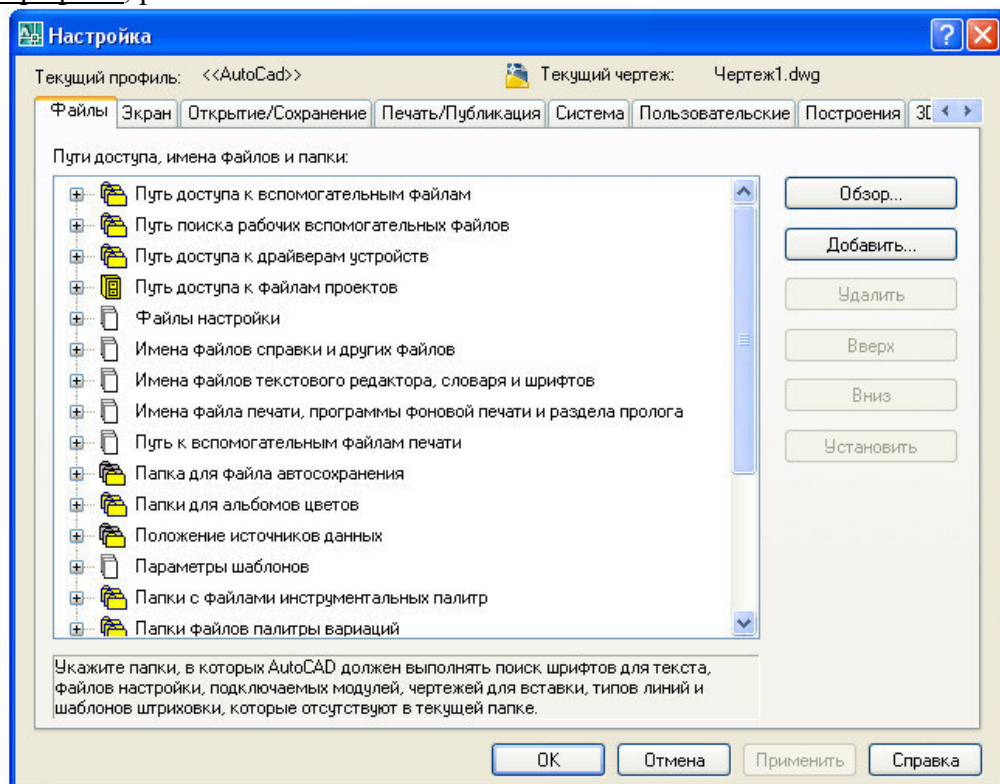 Настройка
Текущий профиль: <<AutoCad>> Текущий чертеж: Чертеж1.dwg
Файлы Экран Открытие/Сохранение Печать/Публикация Система Пользовательские Построения
Пути доступа, имена файлов и папки:
Путь доступа к вспомогательным файлам
Путь поиска рабочих вспомогательных файлов
Путь доступа к драйверам устройств
Путь доступа к файлам проектов
Файлы настройки
Имена файлов справки и других файлов
Имена файлов текстового редактора, словаря и шрифтов
Имена файла печати, программы фоновой печати и раздела пролога
Путь к вспомогательным файлам печати
Папка для файла автосохранения
Папки для альбомов цветов
Положение источников данных
Параметры шаблонов
Папки с файлами инструментальных палитр
Папки файлов палитры вариаций
Обзор...
Добавить...
Удалить
Вверх
Вниз
Установить
Укажите папки, в которых AutoCAD должен выполнять поиск шрифтов для текста,
файлов настройки, подключаемых модулей, чертежей для вставки, типов линий и
шаблонов штриховки, которые отсутствуют в текущей папке.
OK Отмена Применить Справка